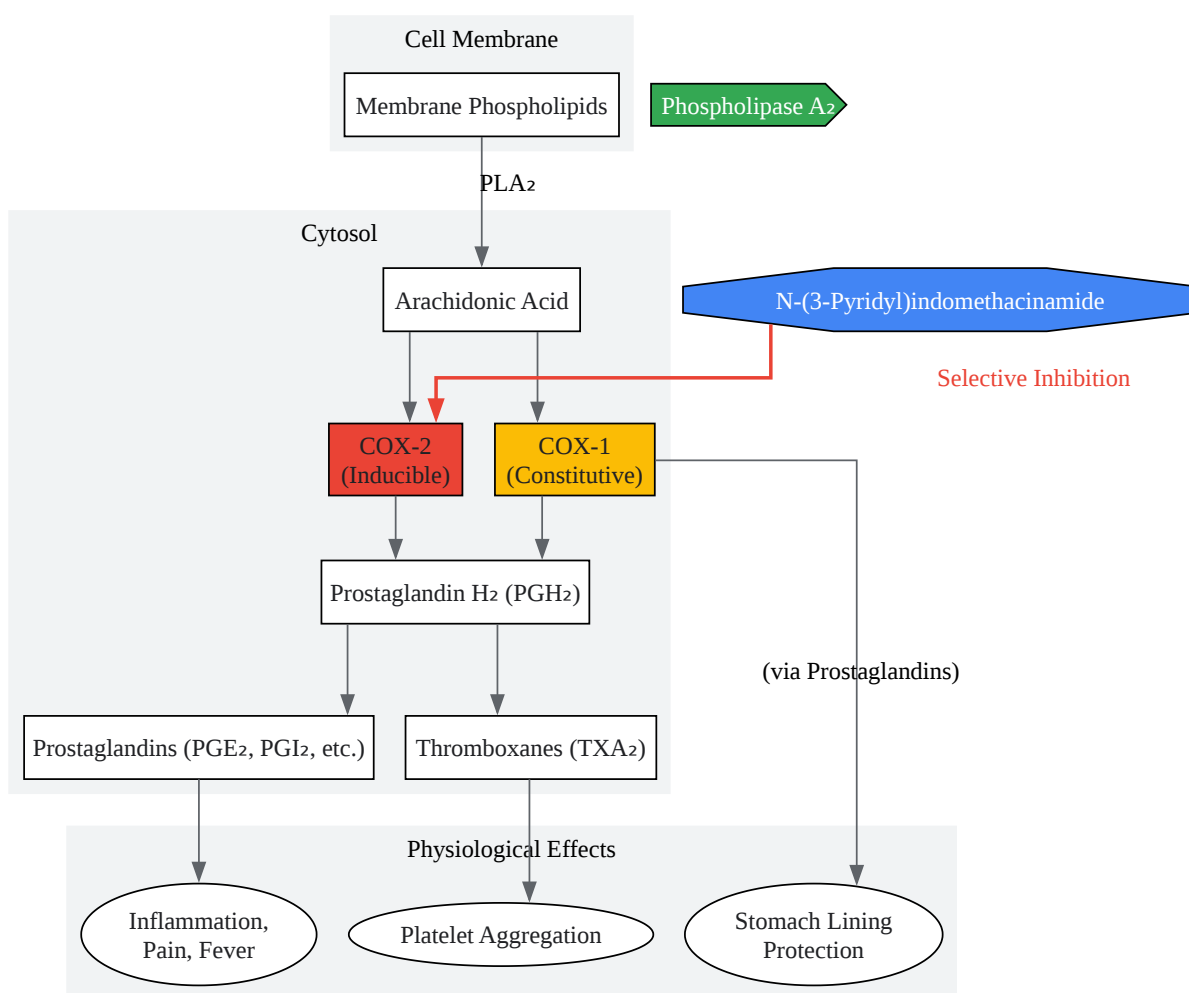 Cell Membrane
Membrane Phospholipids
Phospholipase A₂
PLA₂
Cytosol
Arachidonic Acid
N-(3-Pyridyl)indomethacinamide
Selective Inhibition
COX-2
(Inducible)
COX-1
(Constitutive)
Prostaglandin H₂ (PGH₂)
(via Prostaglandins)
Prostaglandins (PGE₂, PGI₂, etc.)
Thromboxanes (TXA₂)
Physiological Effects
Inflammation,
Pain, Fever
Platelet Aggregation
Stomach Lining
Protection